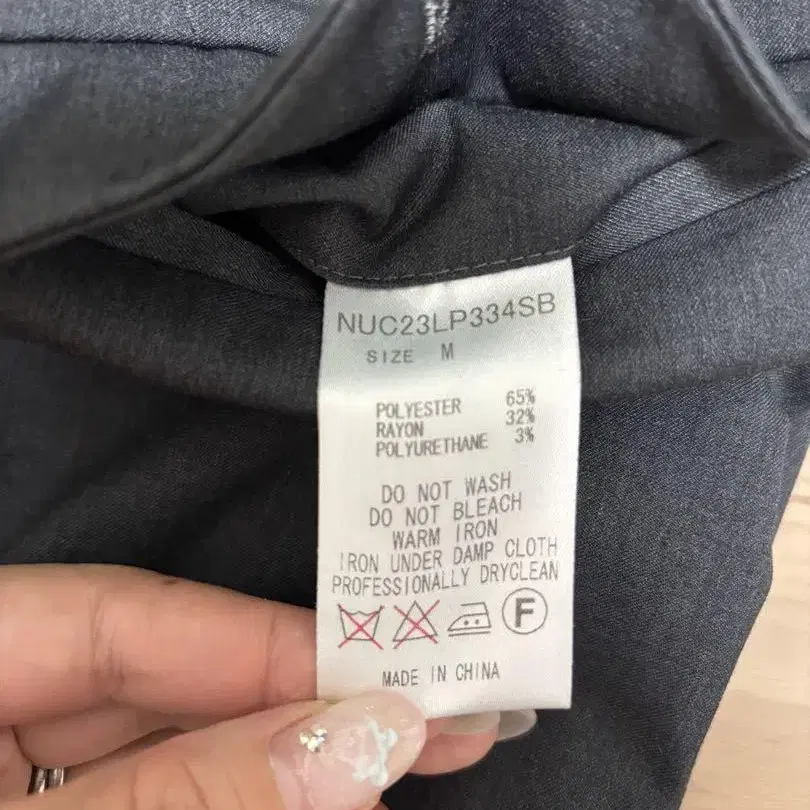 NUC23LP334SB
SIZE M
POLYESTER 65%
RAYON 32%
POLYURETHANE 3%
DO NOT WASH
DO NOT BLEACH
WARM IRON
IRON UNDER DAMP CLOTH
PROFESSIONALLY DRYCLEAN
F
MADE IN CHINA